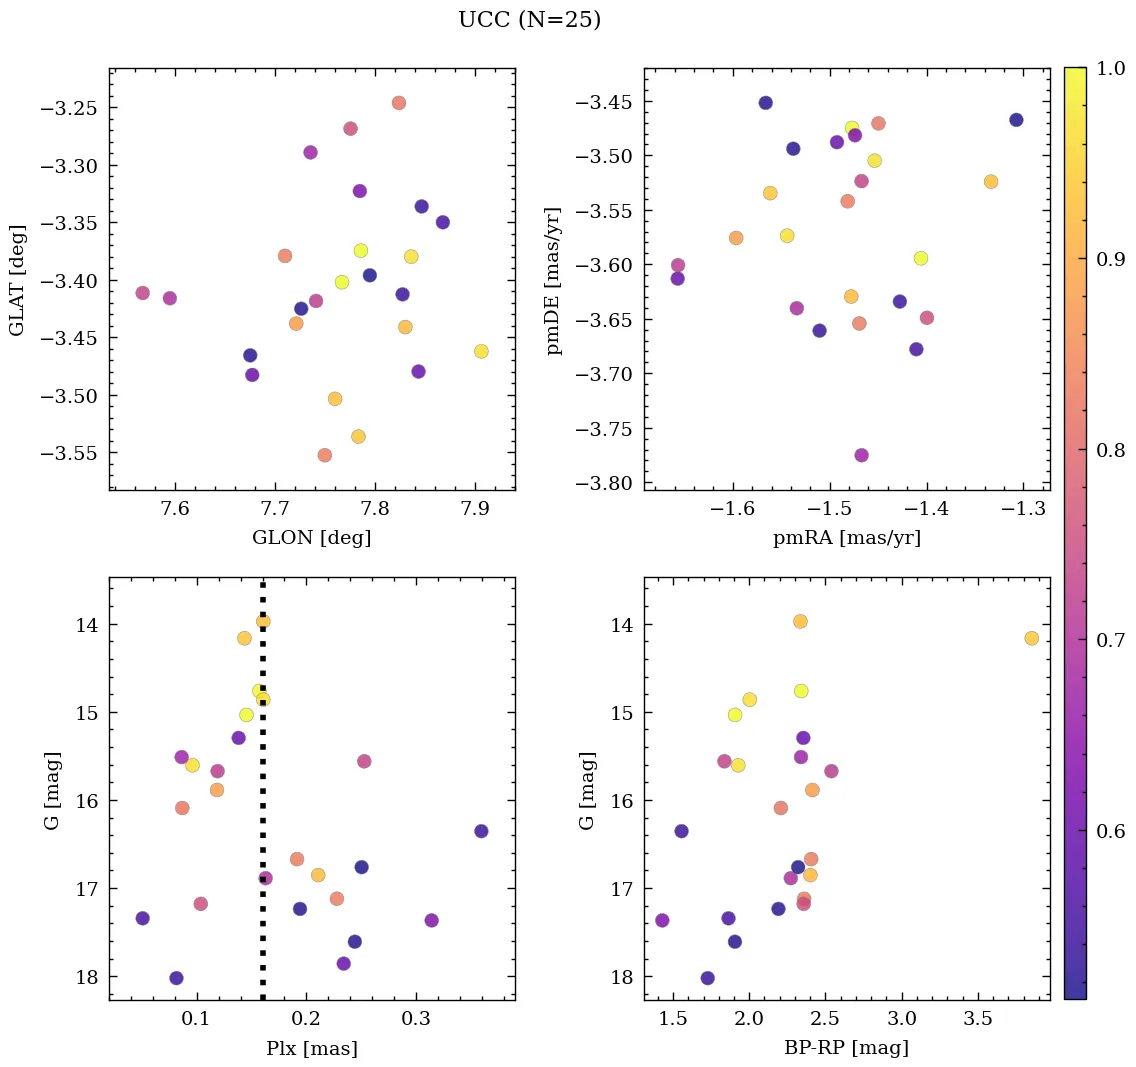 UCC (N=25)
−3.25
−3.30
−3.35
−3.40
−3.45
−3.50
−3.55
GLAT [deg]
7.6 7.7 7.8 7.9
GLON [deg]
−3.45
−3.50
−3.55
−3.60
−3.65
−3.70
−3.75
−3.80
pmDE [mas/yr]
−1.6 −1.5 −1.4 −1.3
pmRA [mas/yr]
14
15
16
17
18
G [mag]
0.1 0.2 0.3
Plx [mas]
14
15
16
17
18
G [mag]
1.5 2.0 2.5 3.0 3.5
BP-RP [mag]
1.0
0.9
0.8
0.7
0.6